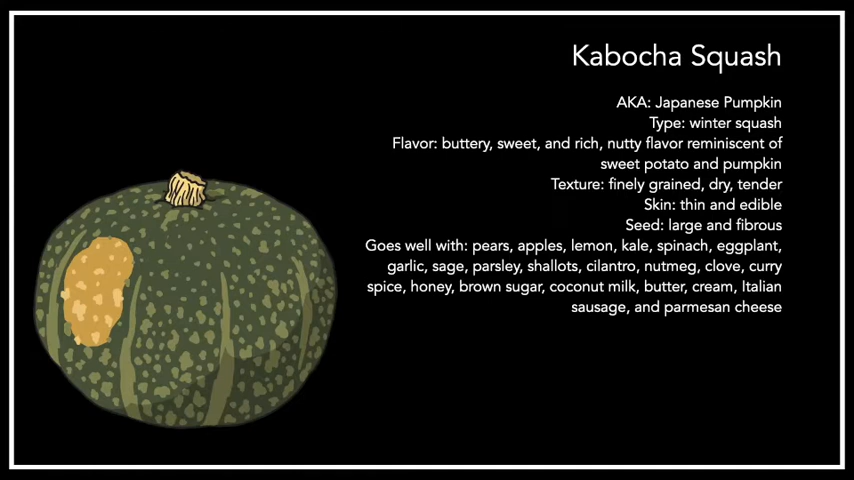 Kabocha Squash
AKA: Japanese Pumpkin
Type: winter squash
Flavor: buttery, sweet, and rich, nutty flavor reminiscent of
sweet potato and pumpkin
Texture: finely grained, dry, tender
Skin: thin and edible
Seed: large and fibrous
Goes well with: pears, apples, lemon, kale, spinach, eggplant,
garlic, sage, parsley, shallots, cilantro, nutmeg, clove, curry
spice, honey, brown sugar, coconut milk, butter, cream, Italian
sausage, and parmesan cheese